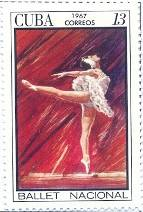 CUBA 1967 CORREOS 13
BALLET NACIONAL